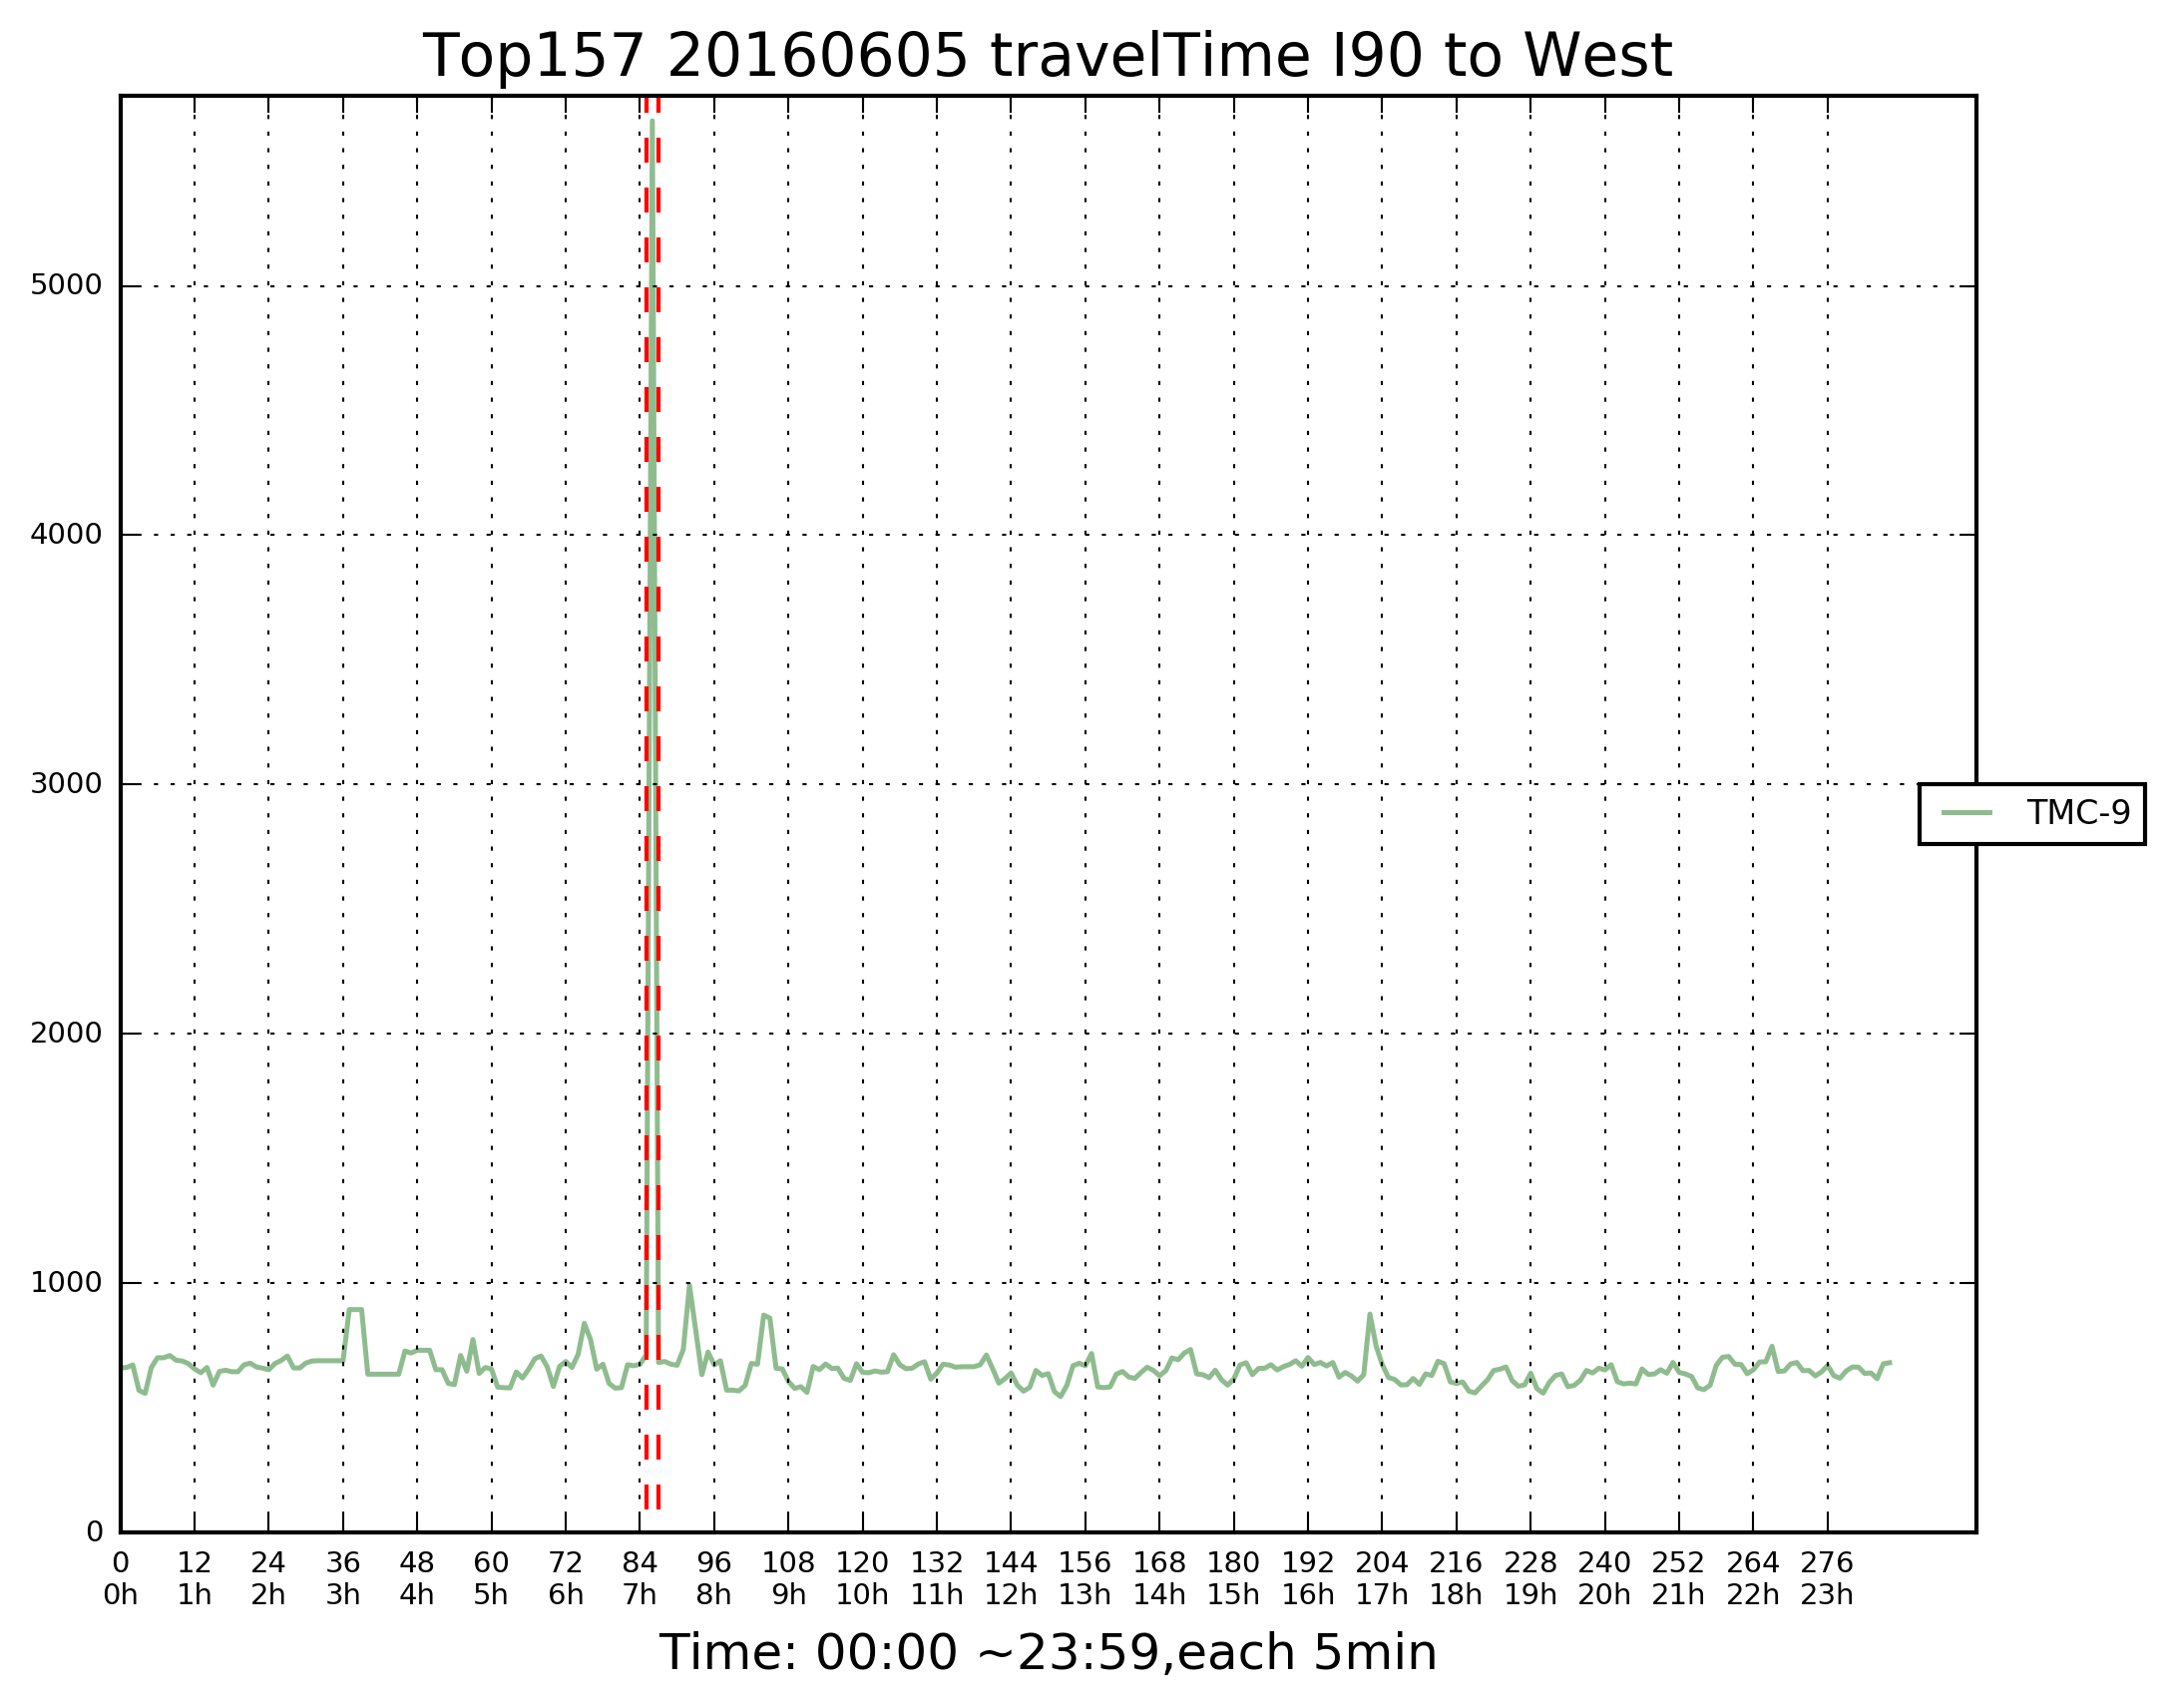 Top157 20160605 travelTime I90 to West
5000
4000
3000
TMC-9
2000
1000
0
0 12 24 36 48 60 72 84 96 108 120 132 144 156 168 180 192 204 216 228 240 252 264 276
0h 1h 2h 3h 4h 5h 6h 7h 8h 9h 10h 11h 12h 13h 14h 15h 16h 17h 18h 19h 20h 21h 22h 23h
Time: 00:00 ~23:59,each 5min